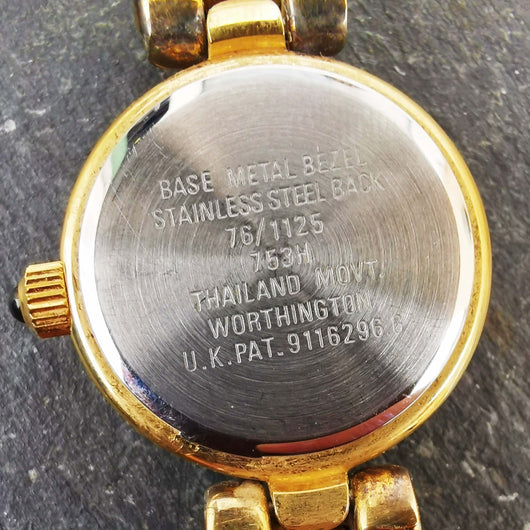 BASE METAL BEZEL
STAINLESS STEEL BACK
76/1125
753H
THAILAND MOVT.
WORTHINGTON
U.K.PAT. 9116296 6